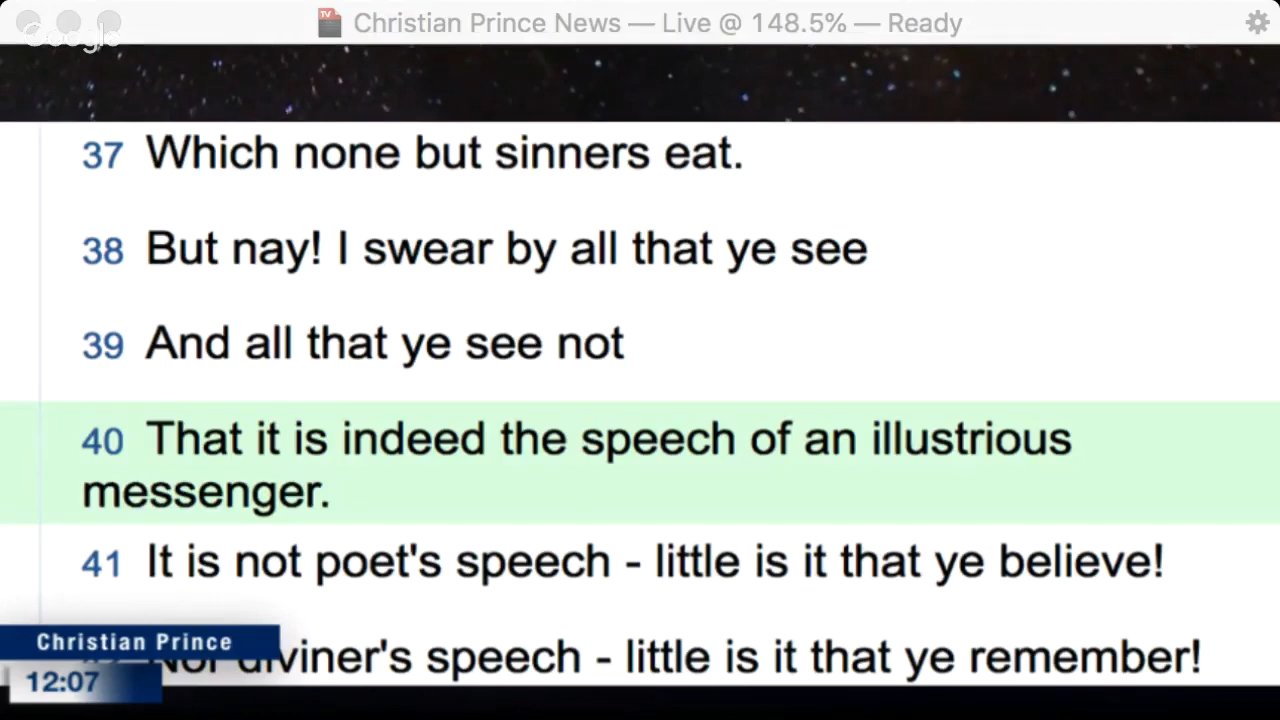 Christian Prince News — Live @ 148.5% — Ready
Google
37 Which none but sinners eat.
38 But nay! I swear by all that ye see
39 And all that ye see not
40 That it is indeed the speech of an illustrious
messenger.
41 It is not poet's speech - little is it that ye believe!
Nor diviner's speech - little is it that ye remember!
Christian Prince
12:07